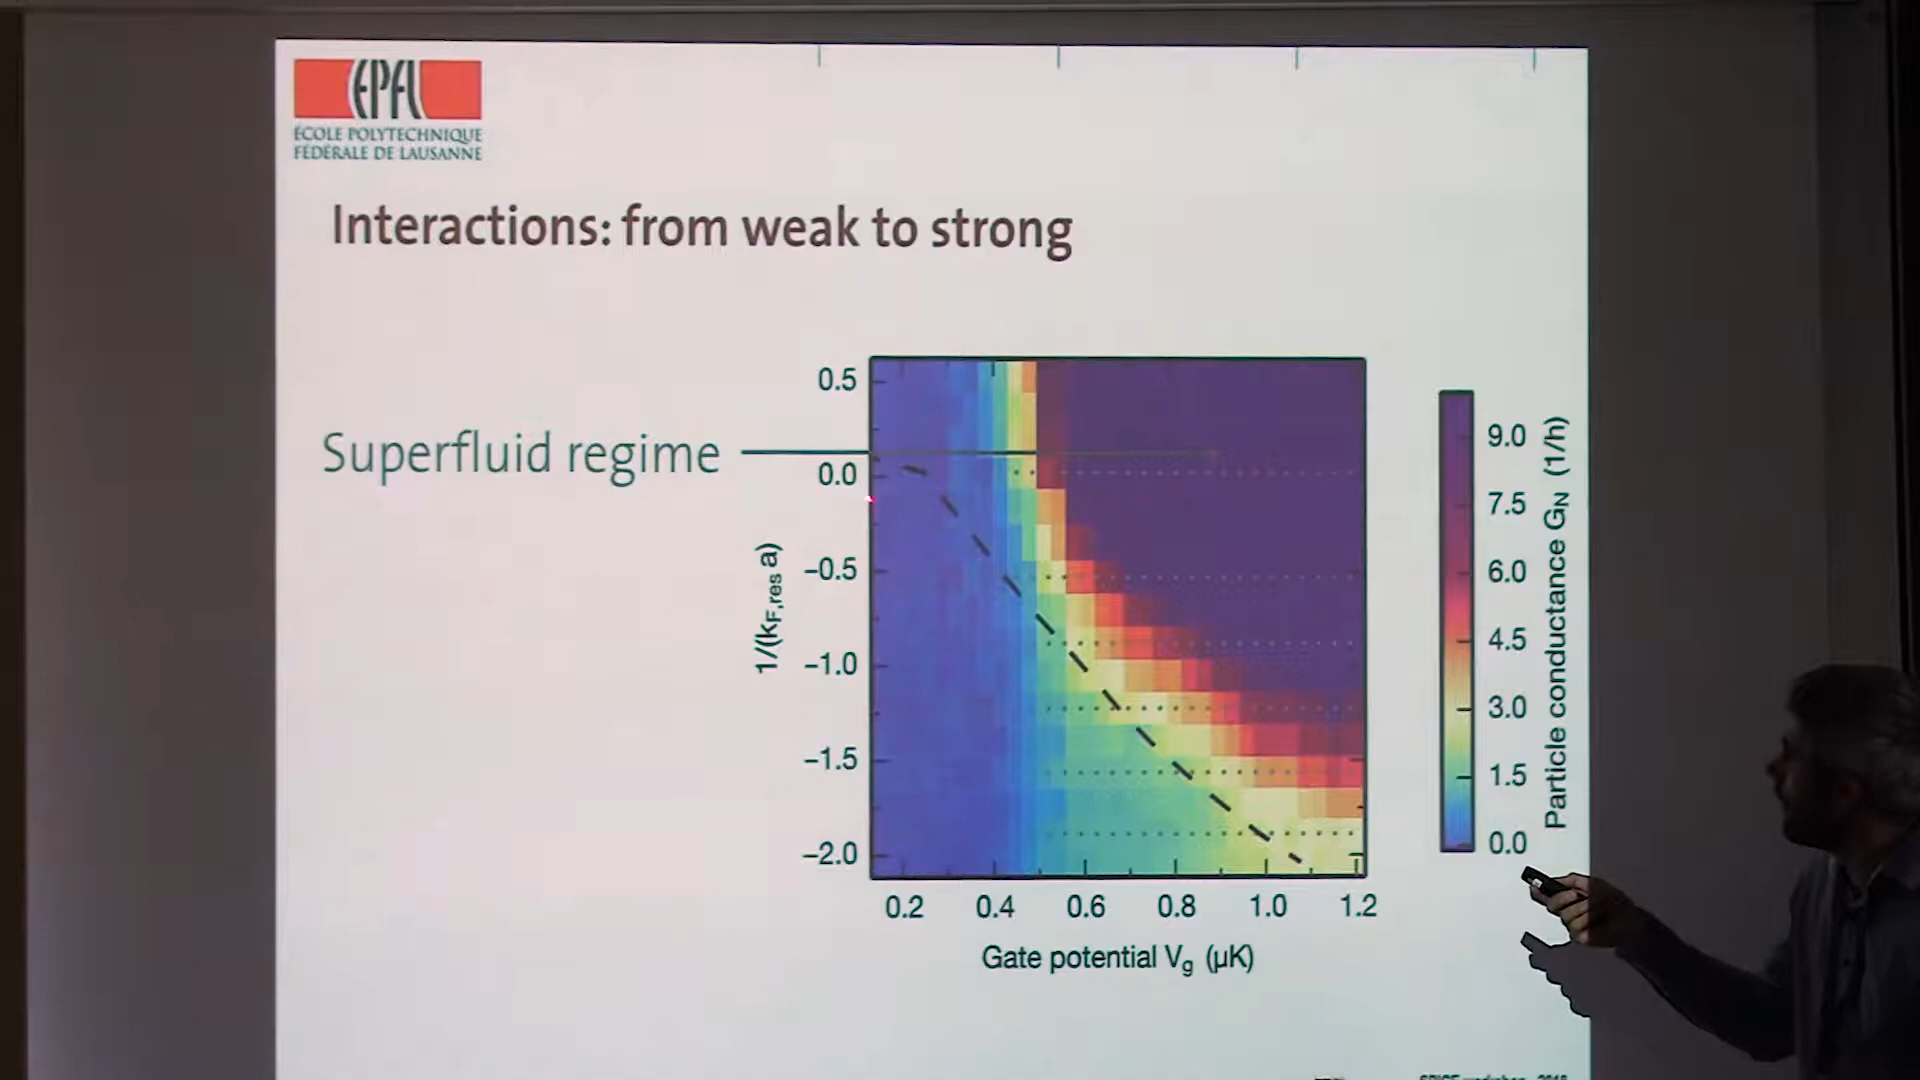 EPFL
ÉCOLE POLYTECHNIQUE
FÉDÉRALE DE LAUSANNE
Interactions: from weak to strong
Superfluid regime
0.5
0.0
−0.5
−1.0
−1.5
−2.0
1/(kF,res a)
0.2 0.4 0.6 0.8 1.0 1.2
Gate potential Vg (µK)
9.0
7.5
6.0
4.5
3.0
1.5
0.0
Particle conductance GN (1/h)